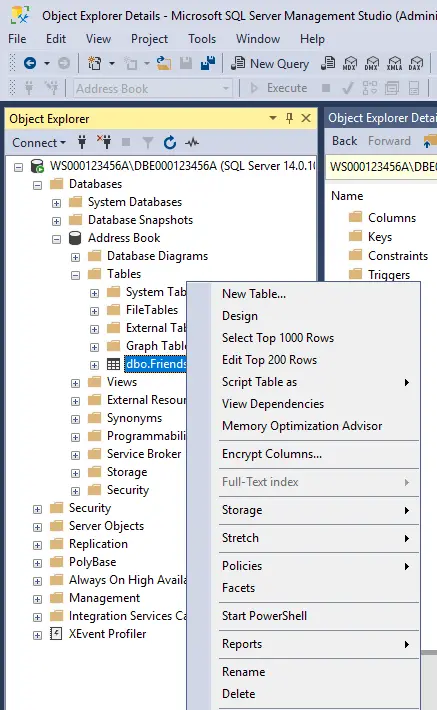 Object Explorer Details - Microsoft SQL Server Management Studio (Admini
File Edit View Project Tools Window Help
New Query MDX DMX XMLA DAX
Address Book Execute
Object Explorer
Object Explorer Deta
Connect
Back Forward
WS000123456A\DBE000123456A (SQL Server 14.0.10
WS000123456A\DBE0
Databases
Name
System Databases
Columns
Database Snapshots
Keys
Address Book
Constraints
Database Diagrams
Triggers
Tables
System Tab
FileTables
External Tab
Graph Table
dbo.Friends
Views
External Resour
Synonyms
Programmabili
Service Broker
Storage
Security
Security
Server Objects
Replication
PolyBase
Always On High Availa
Management
Integration Services Ca
XEvent Profiler
New Table...
Design
Select Top 1000 Rows
Edit Top 200 Rows
Script Table as
View Dependencies
Memory Optimization Advisor
Encrypt Columns...
Full-Text index
Storage
Stretch
Policies
Facets
Start PowerShell
Reports
Rename
Delete